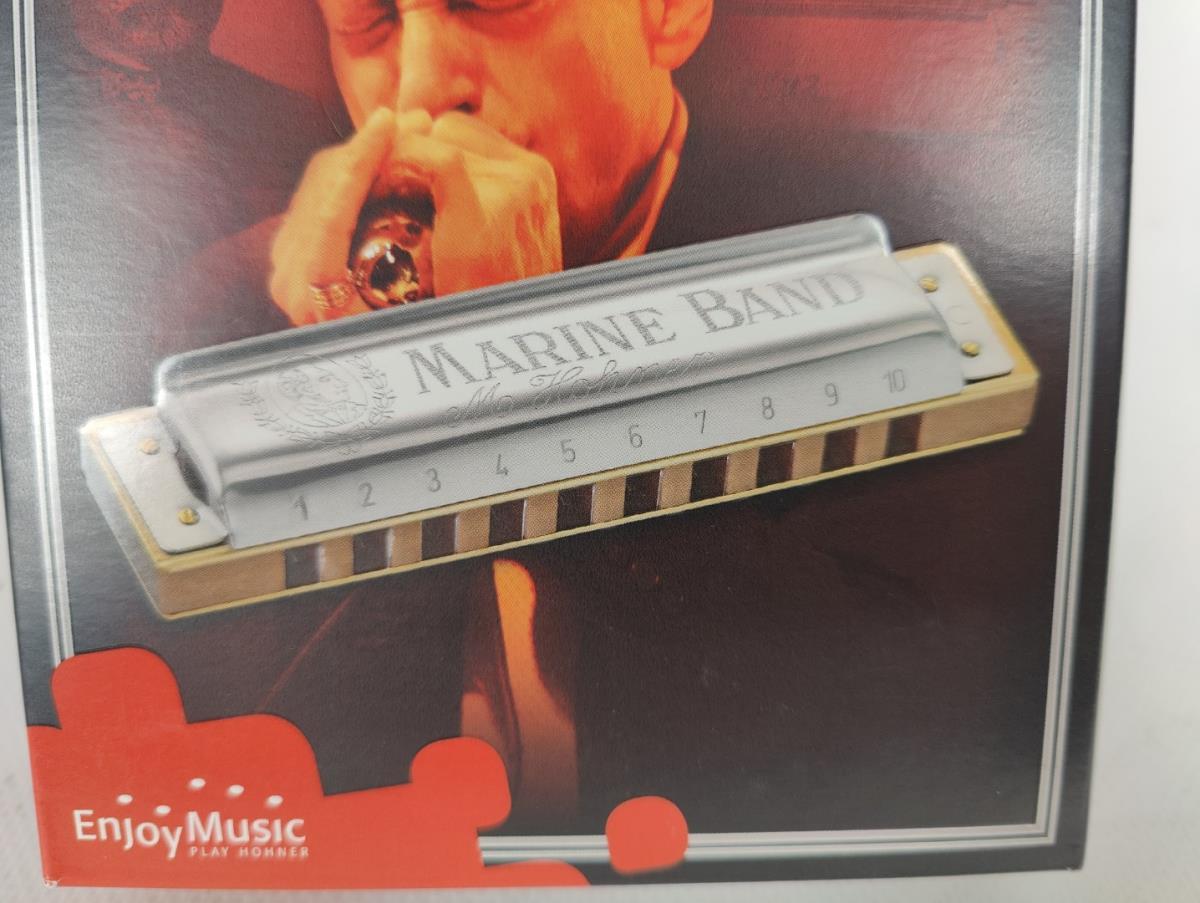 MARINE BAND
M. Hohner
1 2 3 4 5 6 7 8 9 10
EnjoyMusic
PLAY HOHNER